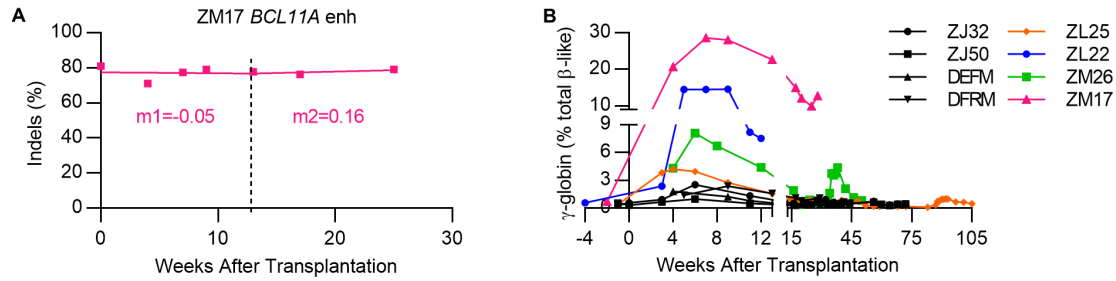 A
ZM17 BCL11A enh
100
80
60
40
20
0
Indels (%)
m1=-0.05
m2=0.16
0
10
20
30
Weeks After Transplantation
B
γ-globin (% total β-like)
30
20
10
9
6
3
0
-4
0
4
8
12
15
45
75
105
Weeks After Transplantation
ZJ32
ZJ50
DEFM
DFRM
ZL25
ZL22
ZM26
ZM17